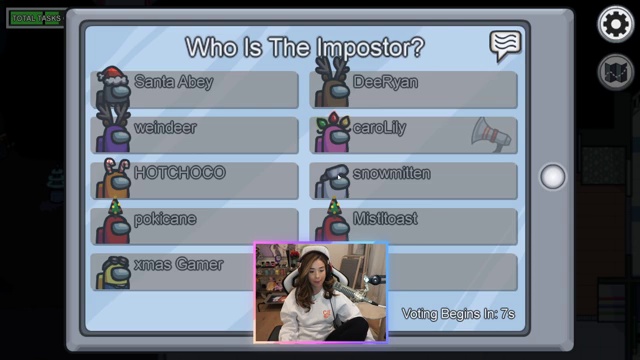 TOTAL TASKS
Who Is The Impostor?
Santa Abey
DeeRyan
weindeer
caroLily
HOTCHOCO
snowmitten
pokicane
Mistltoast
xmas Gamer
Voting Begins In: 7s